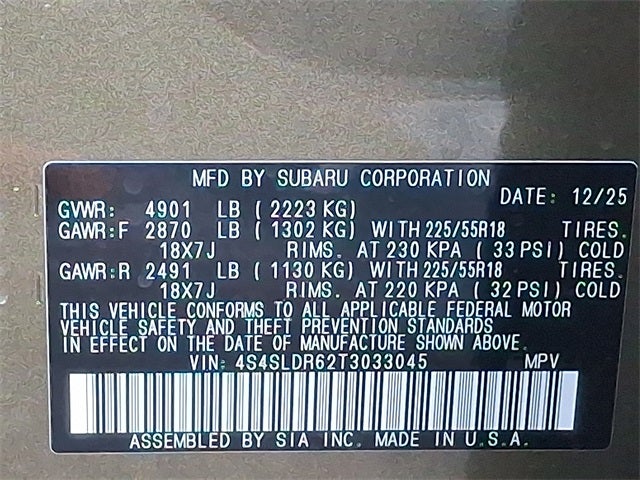 MFD BY SUBARU CORPORATION
DATE: 12/25
GVWR: 4901 LB ( 2223 KG)
GAWR:F 2870 LB ( 1302 KG) WITH 225/55R18 TIRES.
18X7J RIMS. AT 230 KPA ( 33 PSI) COLD
GAWR:R 2491 LB ( 1130 KG) WITH 225/55R18 TIRES.
18X7J RIMS. AT 220 KPA ( 32 PSI) COLD
THIS VEHICLE CONFORMS TO ALL APPLICABLE FEDERAL MOTOR
VEHICLE SAFETY AND THEFT PREVENTION STANDARDS
IN EFFECT ON THE DATE OF MANUFACTURE SHOWN ABOVE.
VIN: 4S4SLDR62T3033045 MPV
ASSEMBLED BY SIA INC. MADE IN U.S.A.